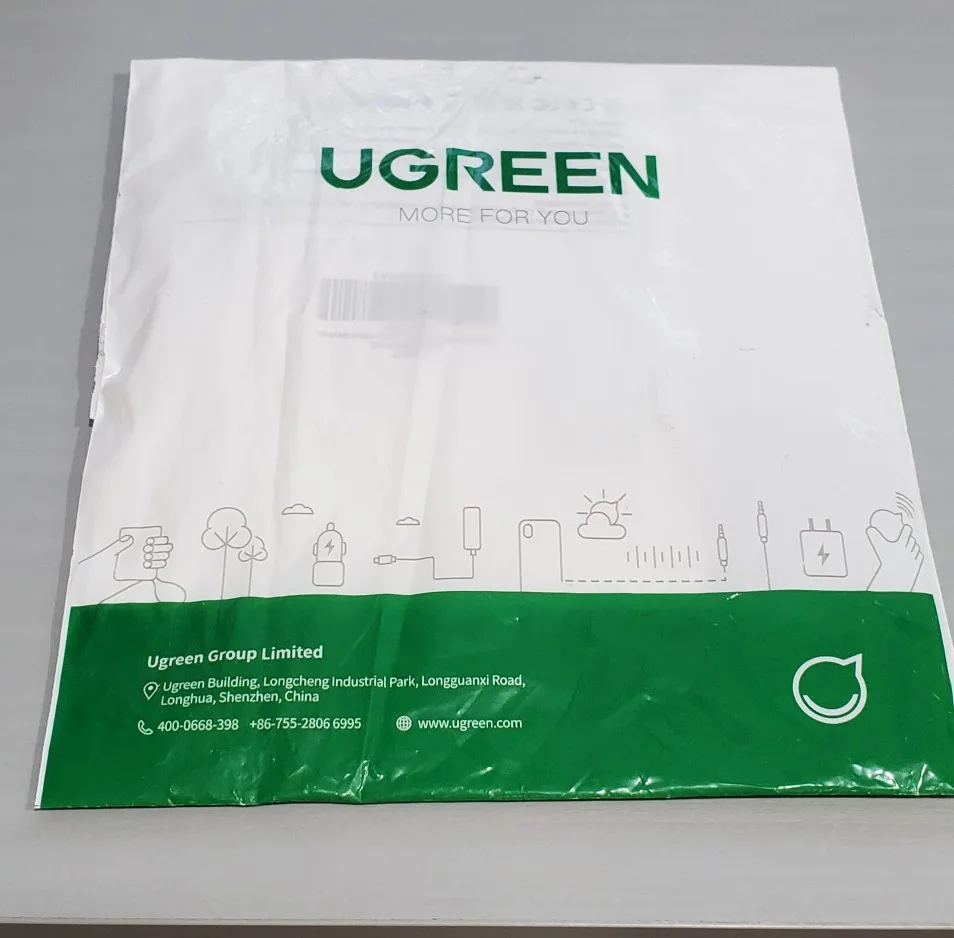 UGREEN
MORE FOR YOU
Ugreen Group Limited
Ugreen Building, Longcheng Industrial Park, Longguanxi Road,
Longhua, Shenzhen, China
400-0668-398 +86-755-2806 6995 www.ugreen.com